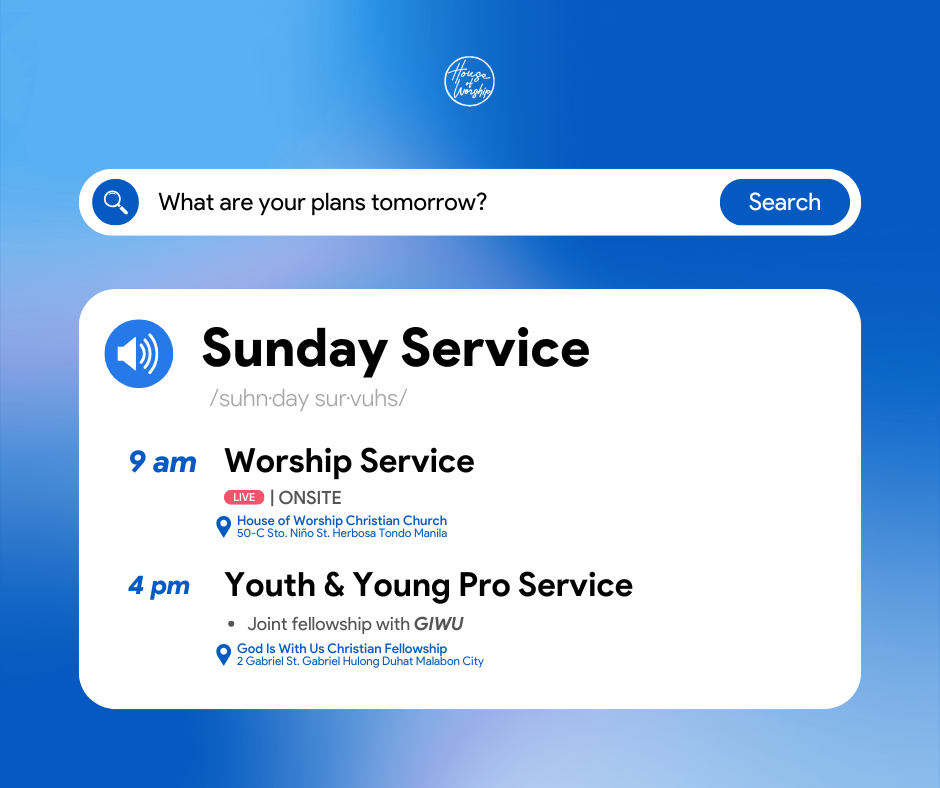 House
of
Worship
What are your plans tomorrow?
Search
Sunday Service
/suhn·day sur·vuhs/
9 am
Worship Service
LIVE | ONSITE
House of Worship Christian Church
50-C Sto. Niño St. Herbosa Tondo Manila
4 pm
Youth & Young Pro Service
• Joint fellowship with GIWU
God Is With Us Christian Fellowship
2 Gabriel St. Gabriel Hulong Duhat Malabon City